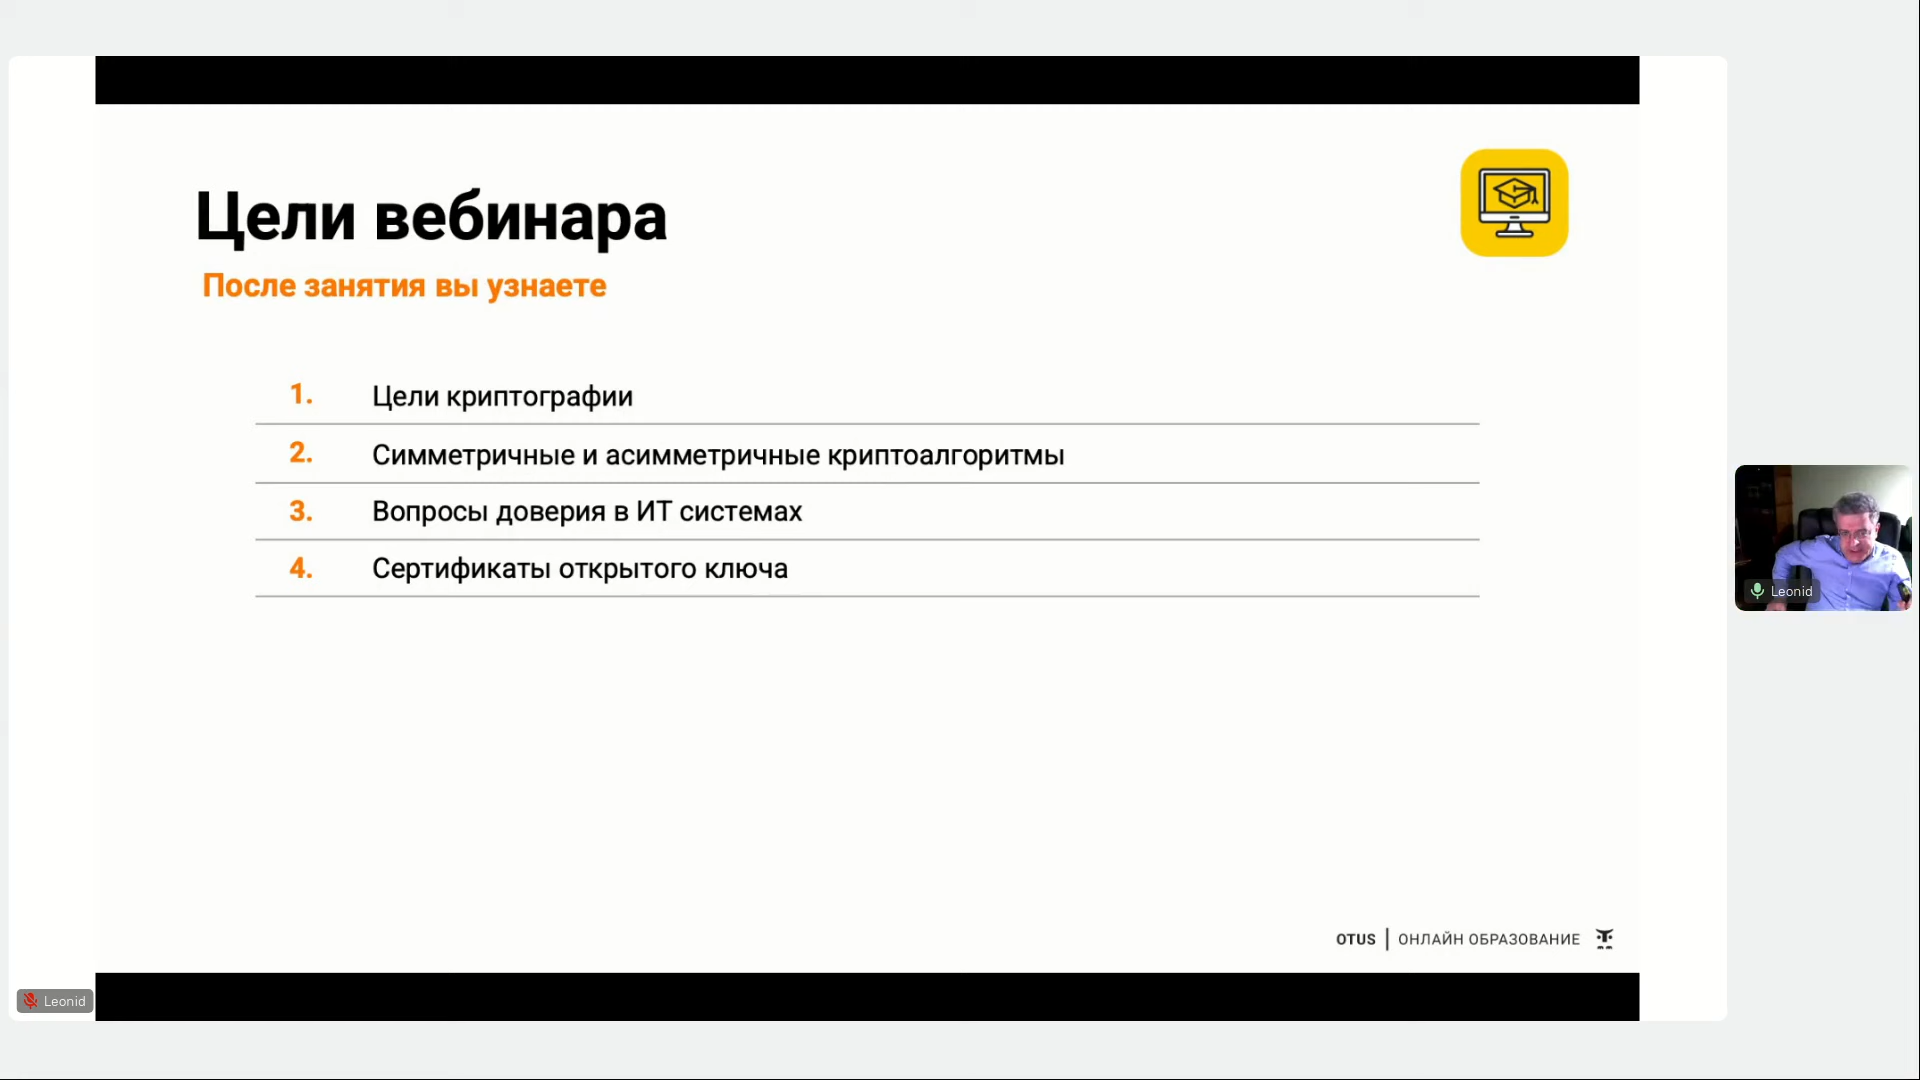 Цели вебинара
После занятия вы узнаете
1. Цели криптографии
2. Симметричные и асимметричные криптоалгоритмы
3. Вопросы доверия в ИТ системах
4. Сертификаты открытого ключа
Leonid
OTUS | ОНЛАЙН ОБРАЗОВАНИЕ
Leonid